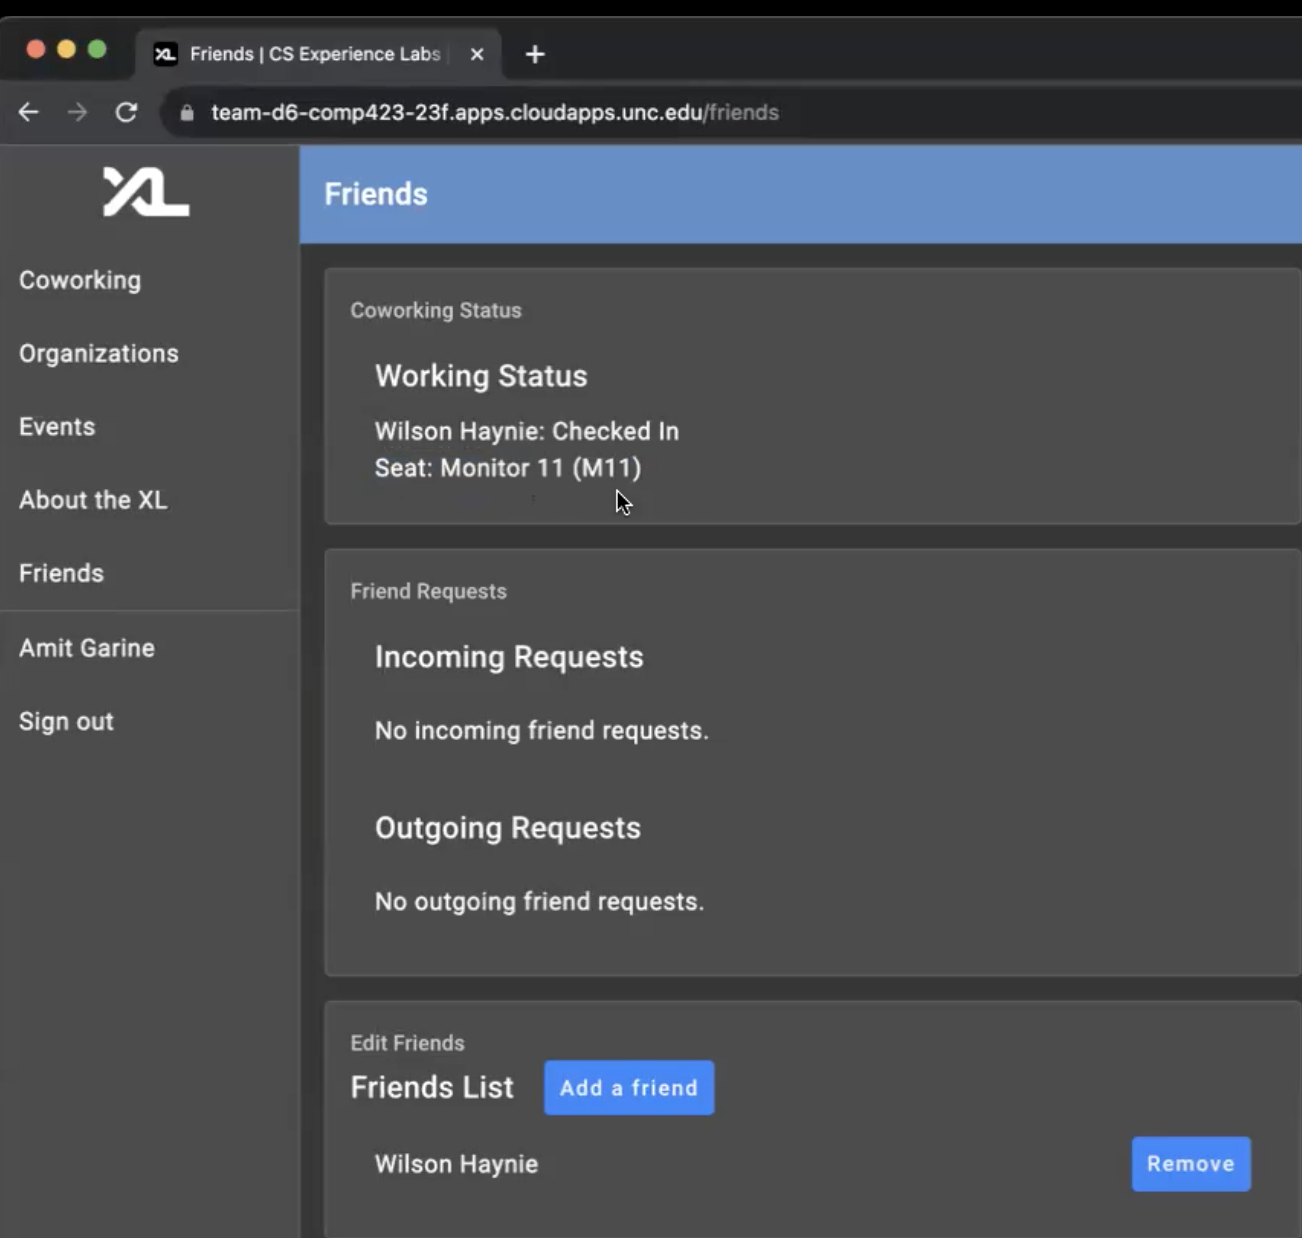 Friends | CS Experience Labs
team-d6-comp423-23f.apps.cloudapps.unc.edu/friends
XL
Coworking
Organizations
Events
About the XL
Friends
Amit Garine
Sign out
Friends
Coworking Status
Working Status
Wilson Haynie: Checked In
Seat: Monitor 11 (M11)
Friend Requests
Incoming Requests
No incoming friend requests.
Outgoing Requests
No outgoing friend requests.
Edit Friends
Friends List
Add a friend
Wilson Haynie
Remove